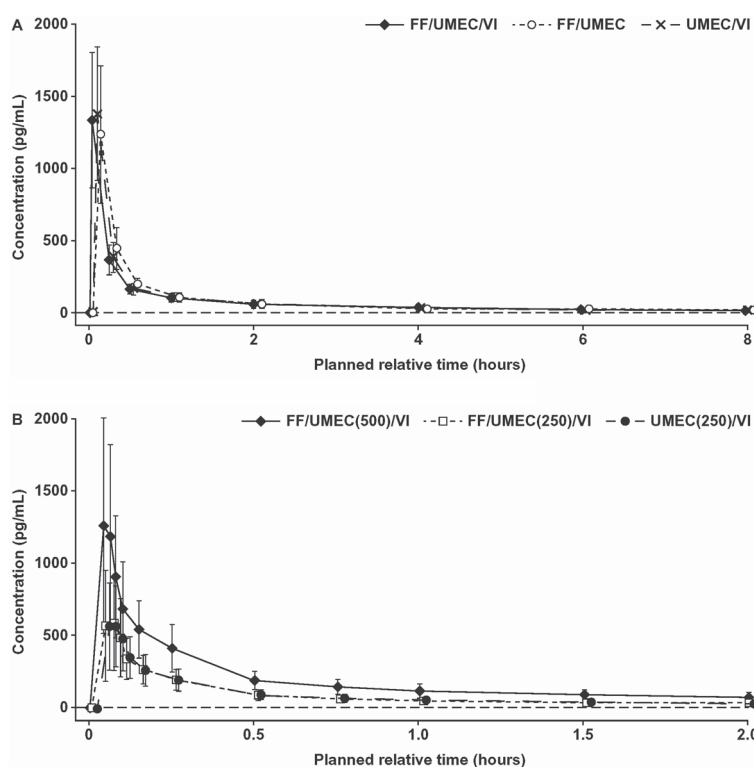 A
FF/UMEC/VI FF/UMEC UMEC/VI
2000
1500
1000
500
0
Concentration (pg/mL)
0 2 4 6 8
Planned relative time (hours)
B
FF/UMEC(500)/VI FF/UMEC(250)/VI UMEC(250)/VI
2000
1500
1000
500
0
Concentration (pg/mL)
0 0.5 1.0 1.5 2.0
Planned relative time (hours)